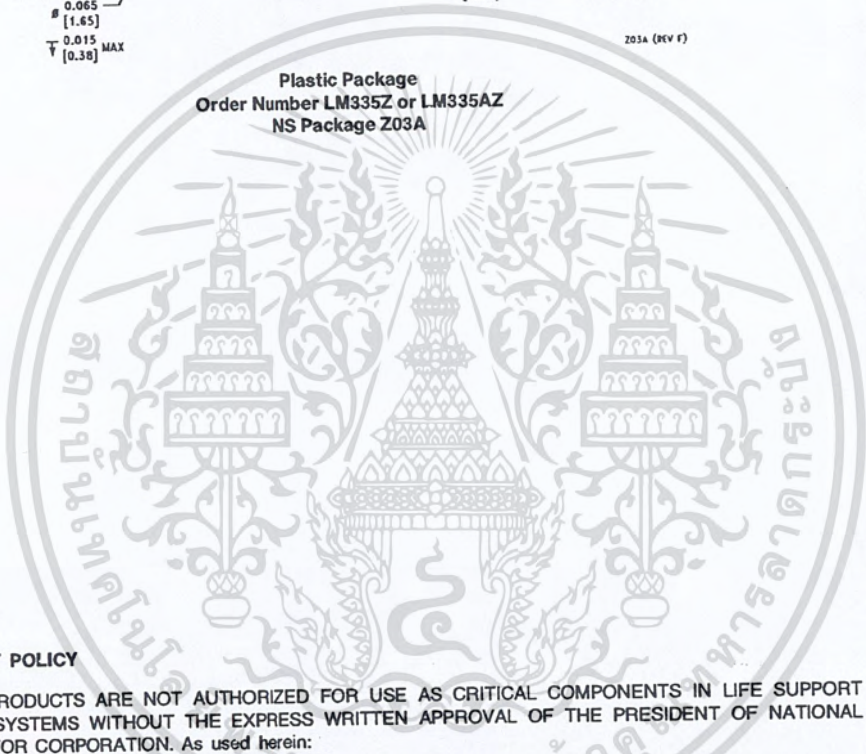 ø 0.065
[1.65]
0.015 MAX
[0.38]
Z03A (REV F)
Plastic Package
Order Number LM335Z or LM335AZ
NS Package Z03A
POLICY
RODUCTS ARE NOT AUTHORIZED FOR USE AS CRITICAL COMPONENTS IN LIFE SUPPORT
SYSTEMS WITHOUT THE EXPRESS WRITTEN APPROVAL OF THE PRESIDENT OF NATIONAL
OR CORPORATION. As used herein: